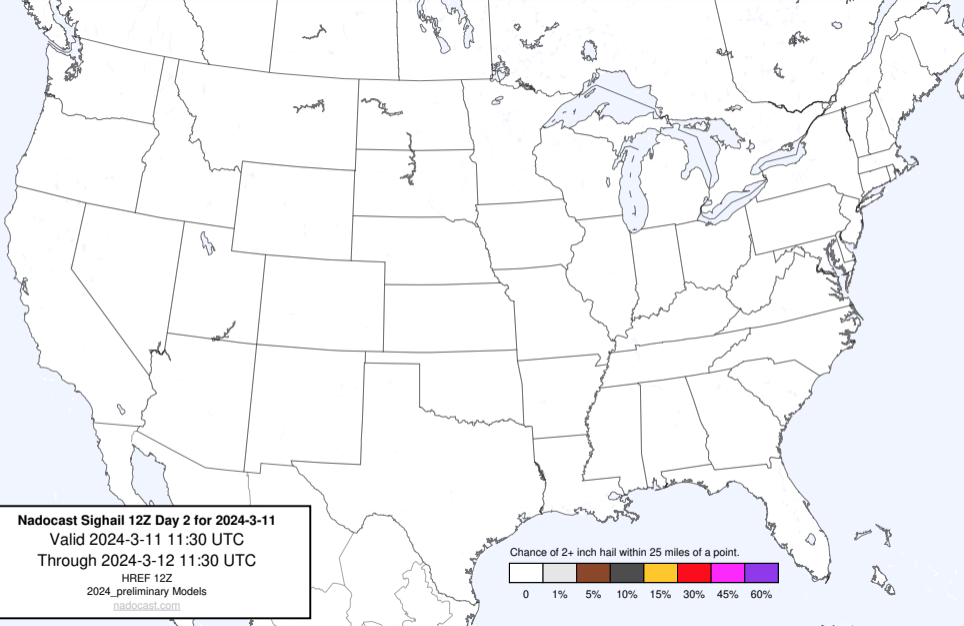 Nadocast Sighail 12Z Day 2 for 2024-3-11
Valid 2024-3-11 11:30 UTC
Through 2024-3-12 11:30 UTC
HREF 12Z
2024_preliminary Models
nadocast.com
Chance of 2+ inch hail within 25 miles of a point.
0 1% 5% 10% 15% 30% 45% 60%